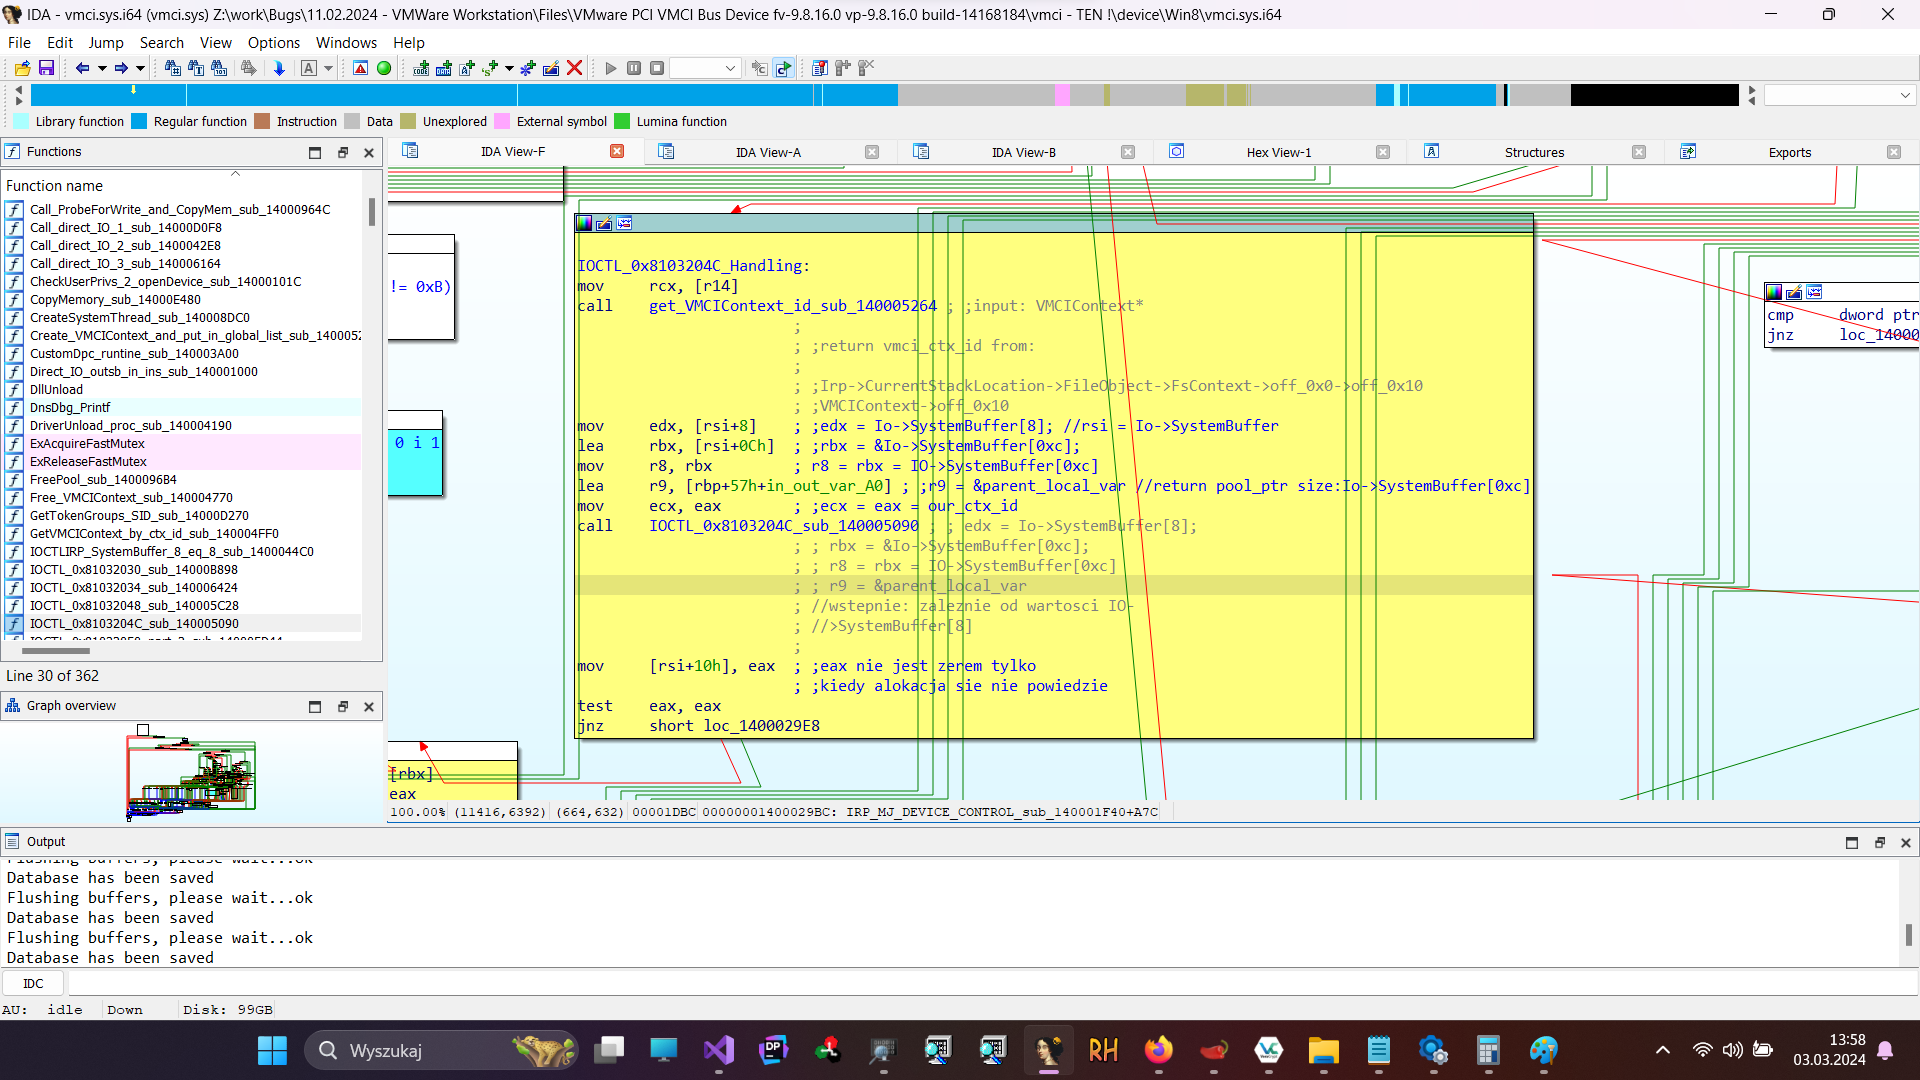 IDA - vmci.sys.i64 (vmci.sys) Z:\work\Bugs\11.02.2024 - VMWare Workstation\Files\VMware PCI VMCI Bus Device fv-9.8.16.0 vp-9.8.16.0 build-14168184\vmci - TEN !\device\Win8\vmci.sys.i64
File Edit Jump Search View Options Windows Help
Library function Regular function Instruction Data Unexplored External symbol Lumina function
Functions
IDA View-F IDA View-A IDA View-B Hex View-1 Structures Exports
Function name
Call_ProbeForWrite_and_CopyMem_sub_14000964C
Call_direct_IO_1_sub_14000D0F8
Call_direct_IO_2_sub_1400042E8
Call_direct_IO_3_sub_140006164
CheckUserPrivs_2_openDevice_sub_14000101C
CopyMemory_sub_14000E480
CreateSystemThread_sub_140008DC0
Create_VMCIContext_and_put_in_global_list_sub_1400052
CustomDpc_runtime_sub_140003A00
Direct_IO_outsb_in_ins_sub_140001000
DllUnload
DnsDbg_Printf
DriverUnload_proc_sub_140004190
ExAcquireFastMutex
ExReleaseFastMutex
FreePool_sub_1400096B4
Free_VMCIContext_sub_140004770
GetTokenGroups_SID_sub_14000D270
GetVMCIContext_by_ctx_id_sub_140004FF0
IOCTLIRP_SystemBuffer_8_eq_8_sub_1400044C0
IOCTL_0x81032030_sub_14000B898
IOCTL_0x81032034_sub_140006424
IOCTL_0x81032048_sub_140005C28
IOCTL_0x8103204C_sub_140005090
Line 30 of 362
Graph overview
!= 0xB)
0 i 1
[rbx]
eax
IOCTL_0x8103204C_Handling:
mov rcx, [r14]
call get_VMCIContext_id_sub_140005264 ; ;input: VMCIContext*
;
; ;return vmci_ctx_id from:
;
; ;Irp->CurrentStackLocation->FileObject->FsContext->off_0x0->off_0x10
; ;VMCIContext->off_0x10
mov edx, [rsi+8] ; ;edx = Io->SystemBuffer[8]; //rsi = Io->SystemBuffer
lea rbx, [rsi+0Ch] ; ;rbx = &Io->SystemBuffer[0xc];
mov r8, rbx ; r8 = rbx = IO->SystemBuffer[0xc]
lea r9, [rbp+57h+in_out_var_A0] ; ;r9 = &parent_local_var //return pool_ptr size:Io->SystemBuffer[0xc]
mov ecx, eax ; ;ecx = eax = our_ctx_id
call IOCTL_0x8103204C_sub_140005090 ; ; edx = Io->SystemBuffer[8];
; ; rbx = &Io->SystemBuffer[0xc];
; ; r8 = rbx = IO->SystemBuffer[0xc]
; ; r9 = &parent_local_var
; //wstepnie: zaleznie od wartosci IO-
; //>SystemBuffer[8]
;
mov [rsi+10h], eax ; ;eax nie jest zerem tylko
; ;kiedy alokacja sie nie powiedzie
test eax, eax
jnz short loc_1400029E8
cmp dword ptr
jnz loc_14000
100.00% (11416,6392) (664,632) 00001DBC 00000001400029BC: IRP_MJ_DEVICE_CONTROL_sub_140001F40+A7C
Output
Flushing buffers, please wait...ok
Database has been saved
Flushing buffers, please wait...ok
Database has been saved
Flushing buffers, please wait...ok
Database has been saved
IDC
AU: idle Down Disk: 99GB
Wyszukaj
DP
RH
13:58
03.03.2024